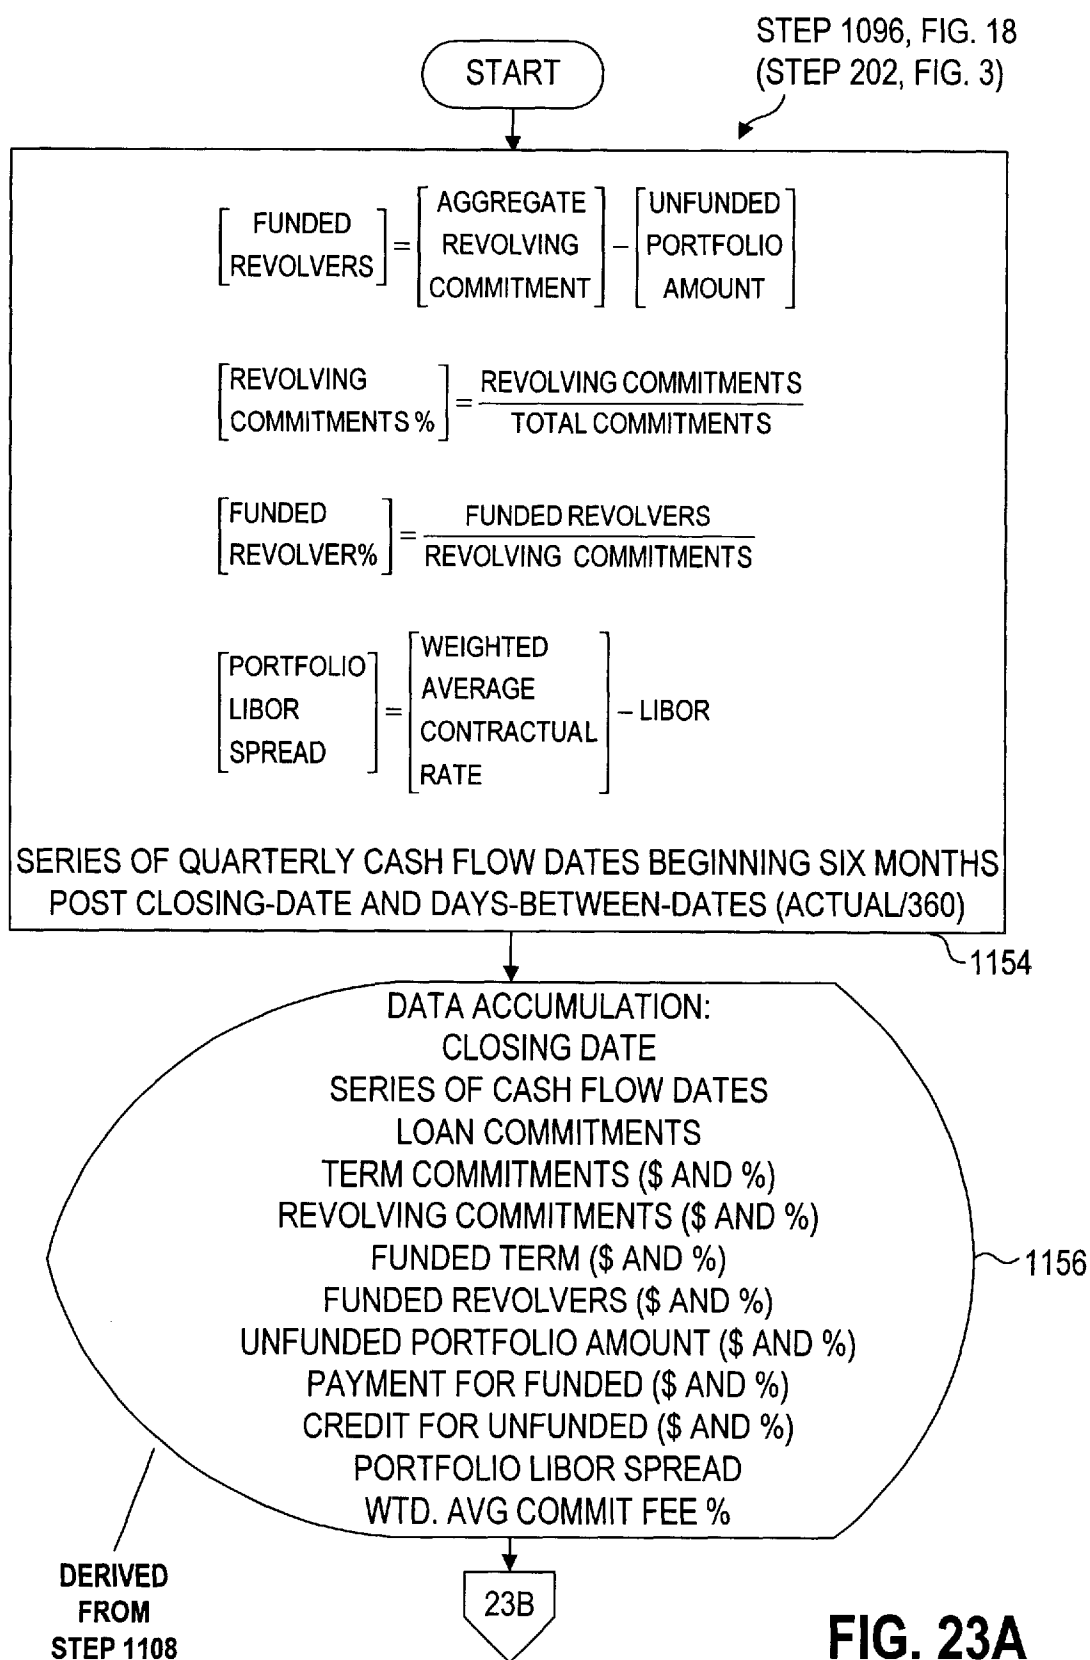 STEP 1096, FIG. 18
(STEP 202, FIG. 3)
START
[FUNDED REVOLVERS] = [AGGREGATE REVOLVING COMMITMENT] – [UNFUNDED PORTFOLIO AMOUNT]
[REVOLVING COMMITMENTS %] = REVOLVING COMMITMENTS / TOTAL COMMITMENTS
[FUNDED REVOLVER%] = FUNDED REVOLVERS / REVOLVING COMMITMENTS
[PORTFOLIO LIBOR SPREAD] = [WEIGHTED AVERAGE CONTRACTUAL RATE] – LIBOR
SERIES OF QUARTERLY CASH FLOW DATES BEGINNING SIX MONTHS
POST CLOSING-DATE AND DAYS-BETWEEN-DATES (ACTUAL/360)
1154
DATA ACCUMULATION:
CLOSING DATE
SERIES OF CASH FLOW DATES
LOAN COMMITMENTS
TERM COMMITMENTS ($ AND %)
REVOLVING COMMITMENTS ($ AND %)
FUNDED TERM ($ AND %)
FUNDED REVOLVERS ($ AND %)
UNFUNDED PORTFOLIO AMOUNT ($ AND %)
PAYMENT FOR FUNDED ($ AND %)
CREDIT FOR UNFUNDED ($ AND %)
PORTFOLIO LIBOR SPREAD
WTD. AVG COMMIT FEE %
1156
DERIVED
FROM
STEP 1108
23B
FIG. 23A